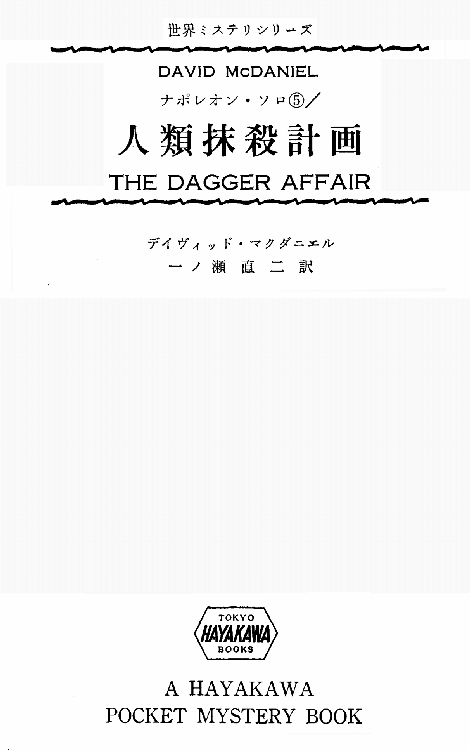 世界ミステリシリーズ
DAVID McDANIEL
ナポレオン・ソロ⑤/
人類抹殺計画
THE DAGGER AFFAIR
デイヴィッド・マクダニエル
一ノ瀬直二訳
TOKYO
HAYAKAWA
BOOKS
A HAYAKAWA
POCKET MYSTERY BOOK